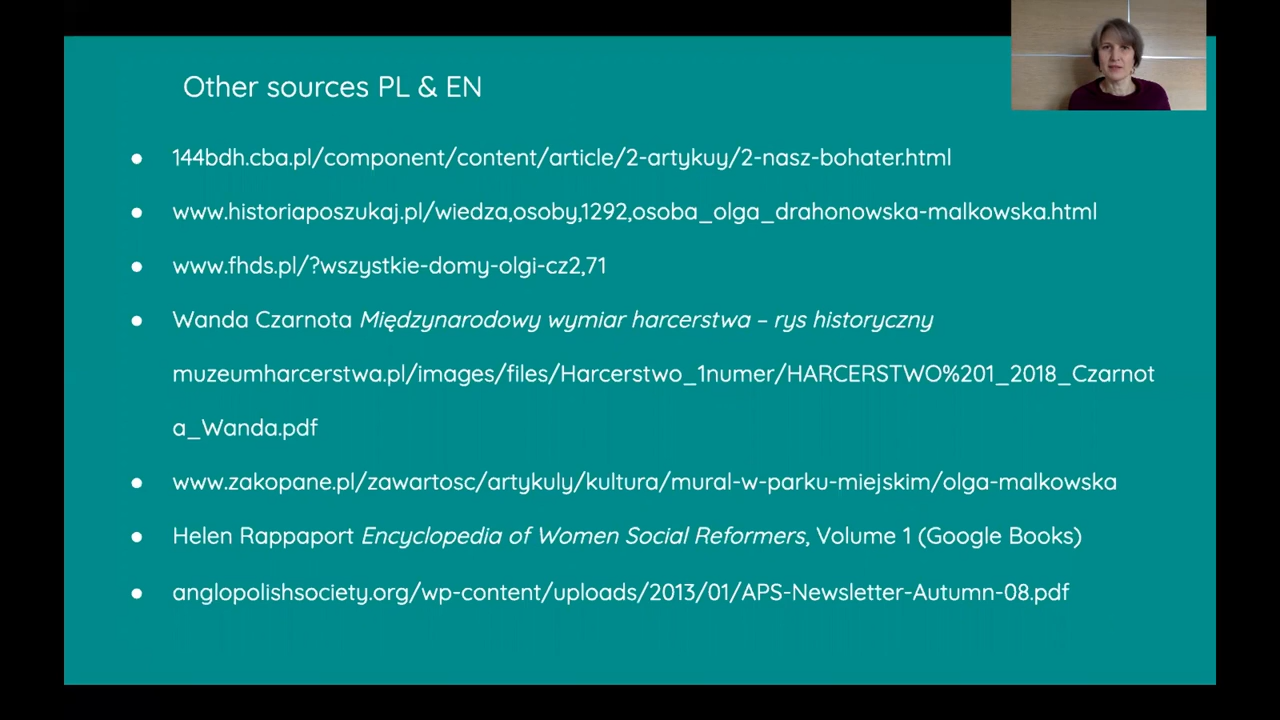 Other sources PL & EN
● 144bdh.cba.pl/component/content/article/2-artykuy/2-nasz-bohater.html
● www.historiaposzukaj.pl/wiedza,osoby,1292,osoba_olga_drahonowska-malkowska.html
● www.fhds.pl/?wszystkie-domy-olgi-cz2,71
● Wanda Czarnota Międzynarodowy wymiar harcerstwa – rys historyczny
muzeumharcerstwa.pl/images/files/Harcerstwo_1numer/HARCERSTWO%201_2018_Czarnot
a_Wanda.pdf
● www.zakopane.pl/zawartosc/artykuly/kultura/mural-w-parku-miejskim/olga-malkowska
● Helen Rappaport Encyclopedia of Women Social Reformers, Volume 1 (Google Books)
● anglopolishsociety.org/wp-content/uploads/2013/01/APS-Newsletter-Autumn-08.pdf